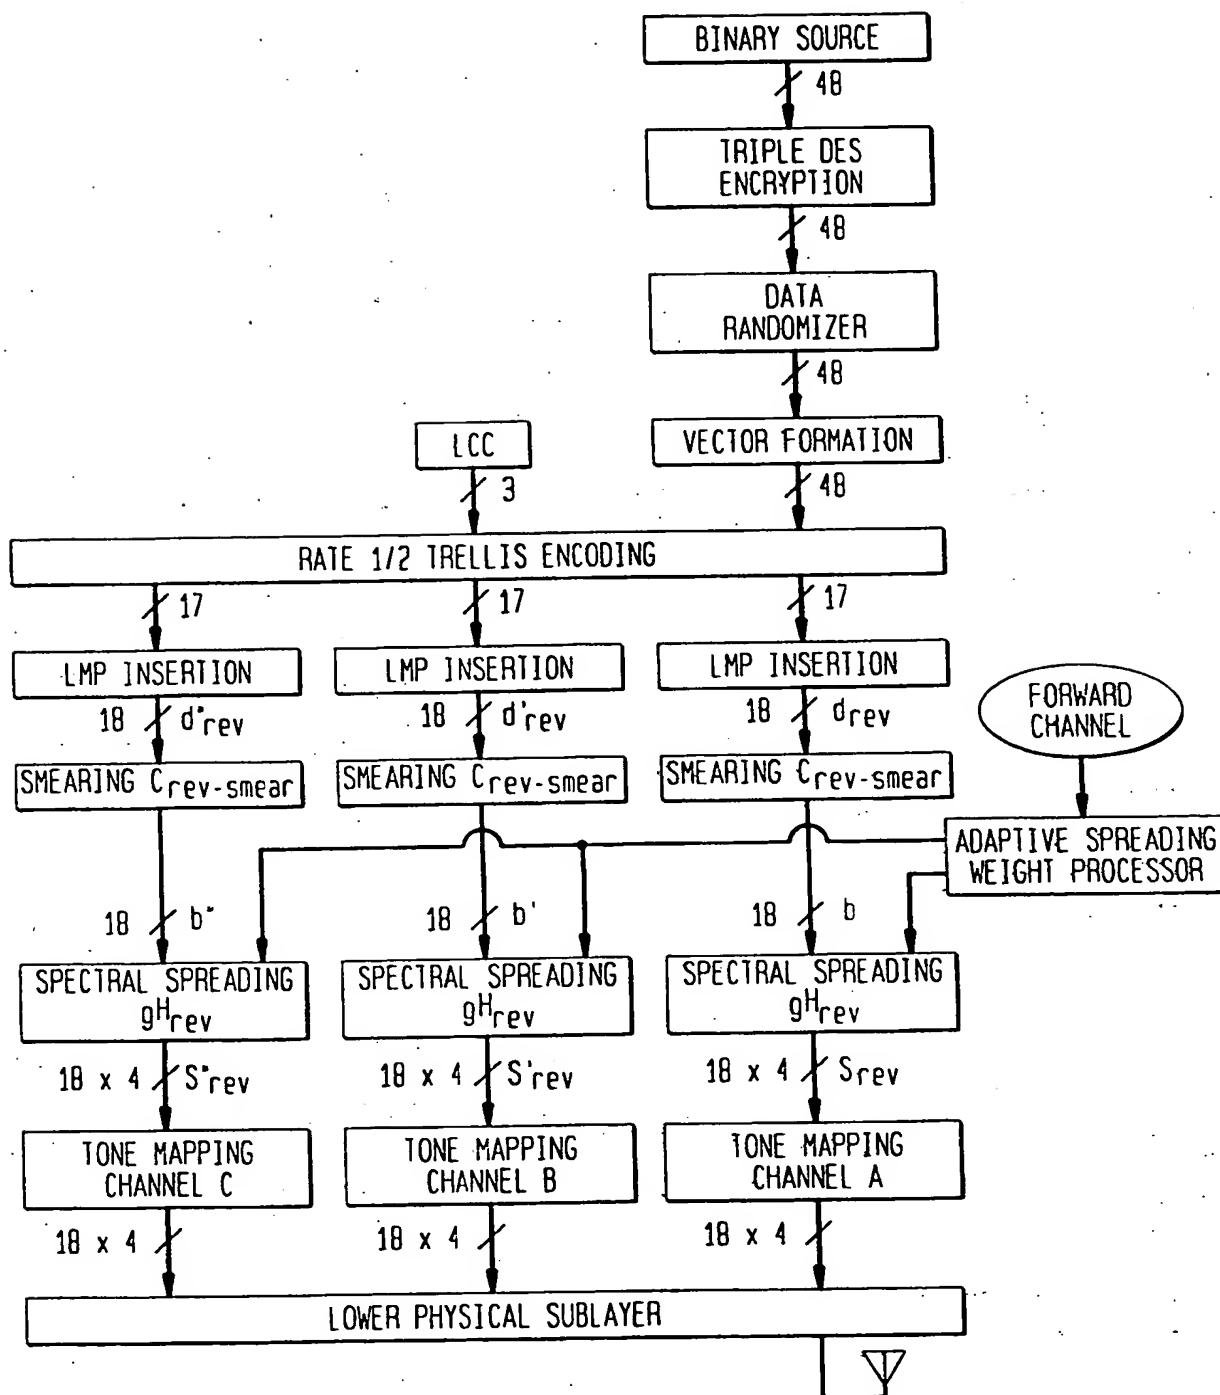 BINARY SOURCE
48
TRIPLE DES
ENCRYPTION
48
DATA
RANDOMIZER
48
LCC
VECTOR FORMATION
3
48
RATE 1/2 TRELLIS ENCODING
17
17
17
LMP INSERTION
LMP INSERTION
LMP INSERTION
FORWARD
CHANNEL
18 d"rev
18 d'rev
18 drev
SMEARING Crev-smear
SMEARING Crev-smear
SMEARING Crev-smear
ADAPTIVE SPREADING
WEIGHT PROCESSOR
18 b"
18 b'
18 b
SPECTRAL SPREADING
gHrev
SPECTRAL SPREADING
gHrev
SPECTRAL SPREADING
gHrev
18 x 4 S"rev
18 x 4 S'rev
18 x 4 Srev
TONE MAPPING
CHANNEL C
TONE MAPPING
CHANNEL B
TONE MAPPING
CHANNEL A
18 x 4
18 x 4
18 x 4
LOWER PHYSICAL SUBLAYER